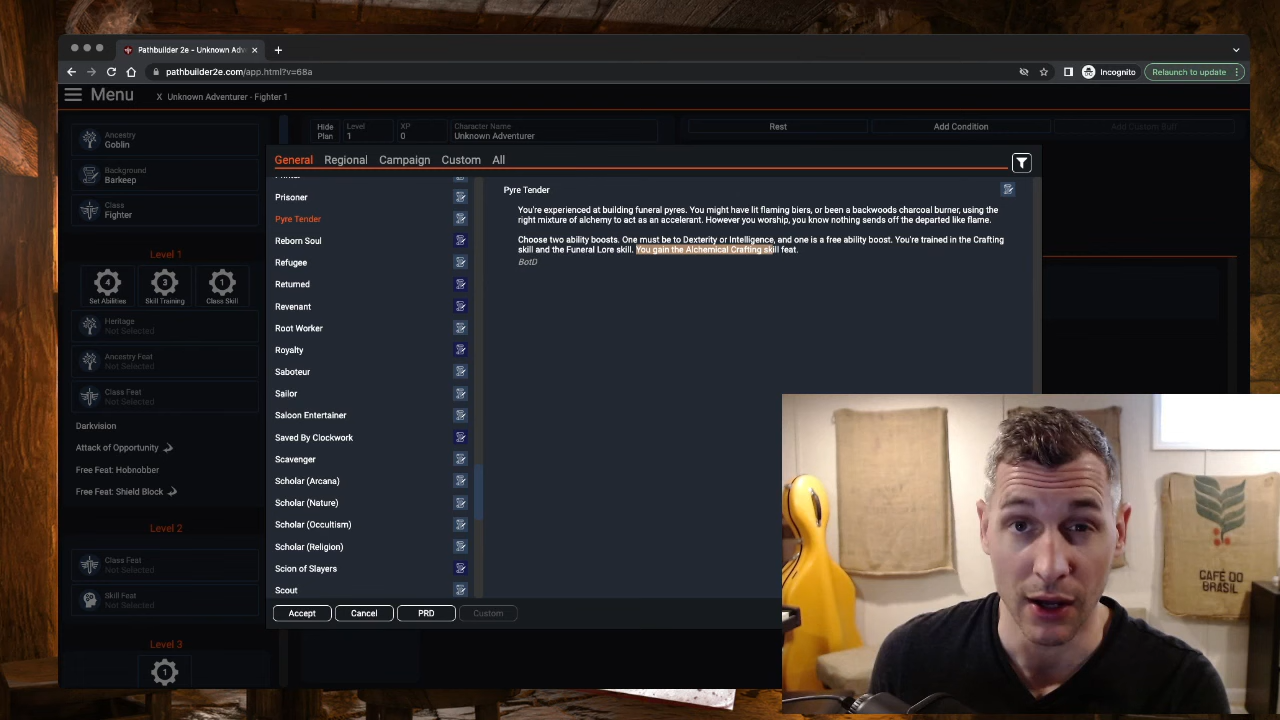 Pathbuilder 2e - Unknown Adv
pathbuilder2e.com/app.html?v=68a
Incognito
Relaunch to update
Menu
X Unknown Adventurer - Fighter 1
Ancestry
Goblin
Background
Barkeep
Class
Fighter
Hide Plan
Level
1
XP
0
Character Name
Unknown Adventurer
Rest
Add Condition
Add Custom Buff
Level 1
4
Set Abilities
3
Skill Training
1
Class Skill
Heritage
Not Selected
Ancestry Feat
Not Selected
Class Feat
Not Selected
Darkvision
Attack of Opportunity
Free Feat: Hobnobber
Free Feat: Shield Block
Level 2
Class Feat
Not Selected
Skill Feat
Not Selected
Level 3
1
General Regional Campaign Custom All
Prisoner
Pyre Tender
Reborn Soul
Refugee
Returned
Revenant
Root Worker
Royalty
Saboteur
Sailor
Saloon Entertainer
Saved By Clockwork
Scavenger
Scholar (Arcana)
Scholar (Nature)
Scholar (Occultism)
Scholar (Religion)
Scion of Slayers
Scout
Pyre Tender
You're experienced at building funeral pyres. You might have lit flaming biers, or been a backwoods charcoal burner, using the
right mixture of alchemy to act as an accelerant. However you worship, you know nothing sends off the departed like flame.
Choose two ability boosts. One must be to Dexterity or Intelligence, and one is a free ability boost. You're trained in the Crafting
skill and the Funeral Lore skill. You gain the Alchemical Crafting skill feat.
BotD
Accept
Cancel
PRD
Custom
CAFÉ DO
BRASIL